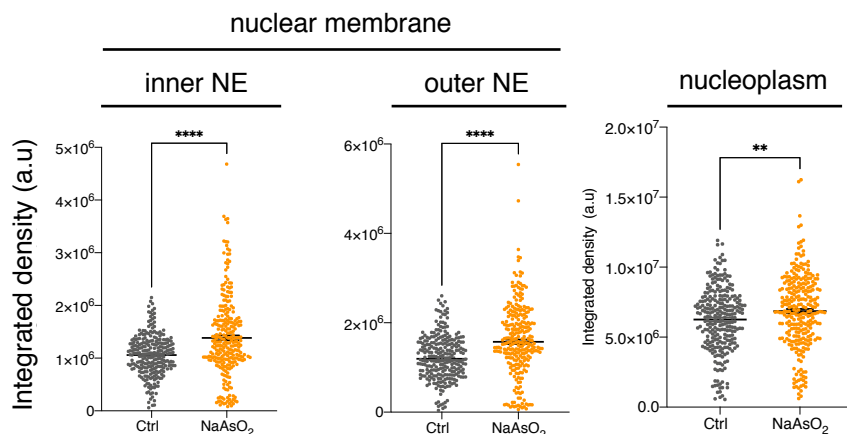 nuclear membrane
inner NE
outer NE
nucleoplasm
Integrated density (a.u)
5×10⁶
4×10⁶
3×10⁶
2×10⁶
1×10⁶
0
****
Ctrl
NaAsO₂
6×10⁶
4×10⁶
2×10⁶
0
****
Ctrl
NaAsO₂
Integrated density (a.u)
2.0×10⁷
1.5×10⁷
1.0×10⁷
5.0×10⁶
0.0
**
Ctrl
NaAsO₂